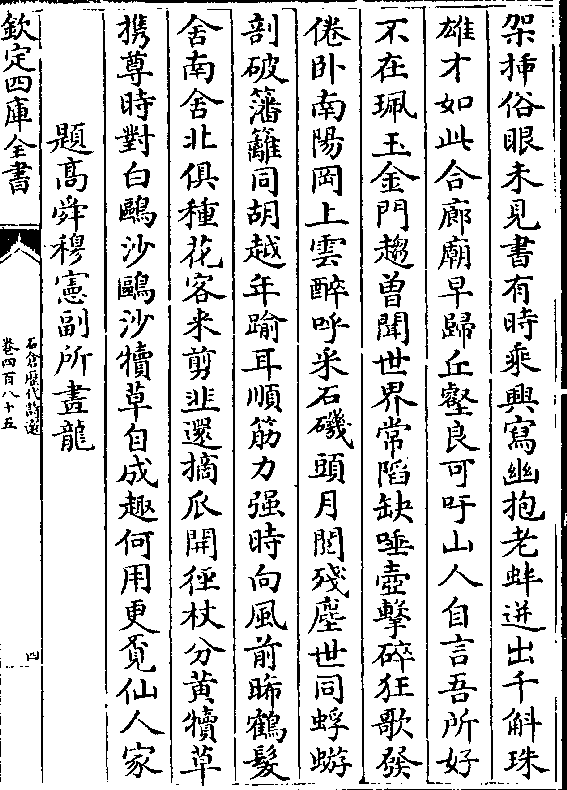 架揷俗眼未見書有時乘興寫幽抱老蚌迸出千斛珠
雄才如此合廊廟早歸丘壑良可吁山人自言吾所好
不在珮玉金門趨曽聞世界常䧟缺唾壺擊碎狂歌發
倦卧南陽岡上雲醉呼采石磯頭月閲殘塵世同蜉蝣
剖破藩籬同胡越年踰耳順筋力强時向風前晞鶴髮
舍南舍北俱種花客来剪韭還摘瓜開徑杖分黄犢草
携尊時對白鷗沙鷗沙犢草自成趣何用更覓仙人家
題高舜穆憲副所畫龍
欽定四庫全書
石倉歴代詩選
卷四百八十五
四